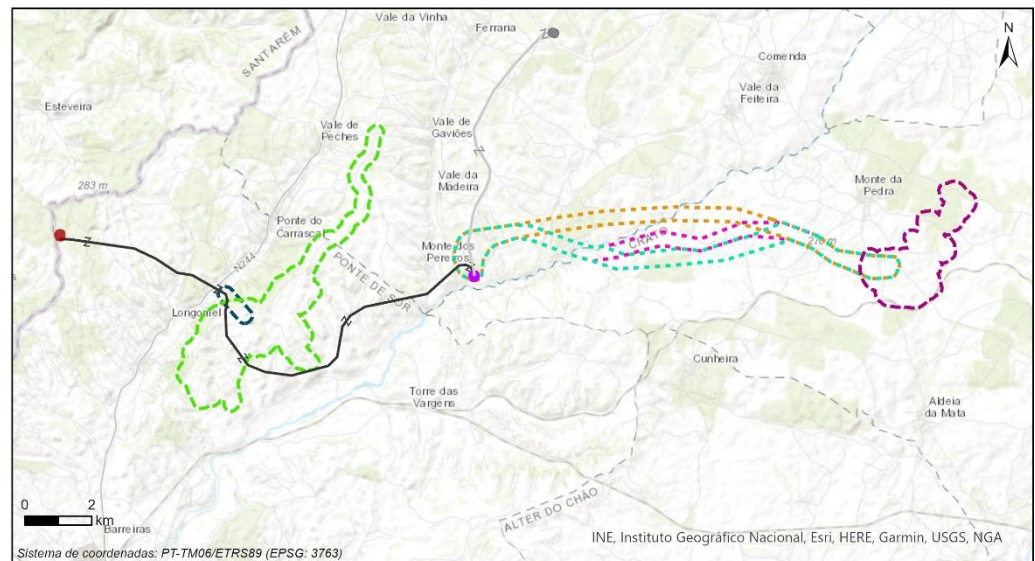 Vale da Vinha
Ferraria
N
SANTARÉM
Comenda
Vale da
Feiteira
Esteveira
Vale de
Peches
Vale de
Gaviões
Vale da
Madeira
Monte da
Pedra
283 m
Ponte do
Carrascal
N244
Monte dos
Pereiros
CRATO
270 m
PONTE DE SOR
Longomel
Cunheira
Torre das
Vargens
Aldeia
da Mata
0 2
km
Barreiras
ALTER DO CHÃO
INE, Instituto Geográfico Nacional, Esri, HERE, Garmin, USGS, NGA
Sistema de coordenadas: PT-TM06/ETRS89 (EPSG: 3763)